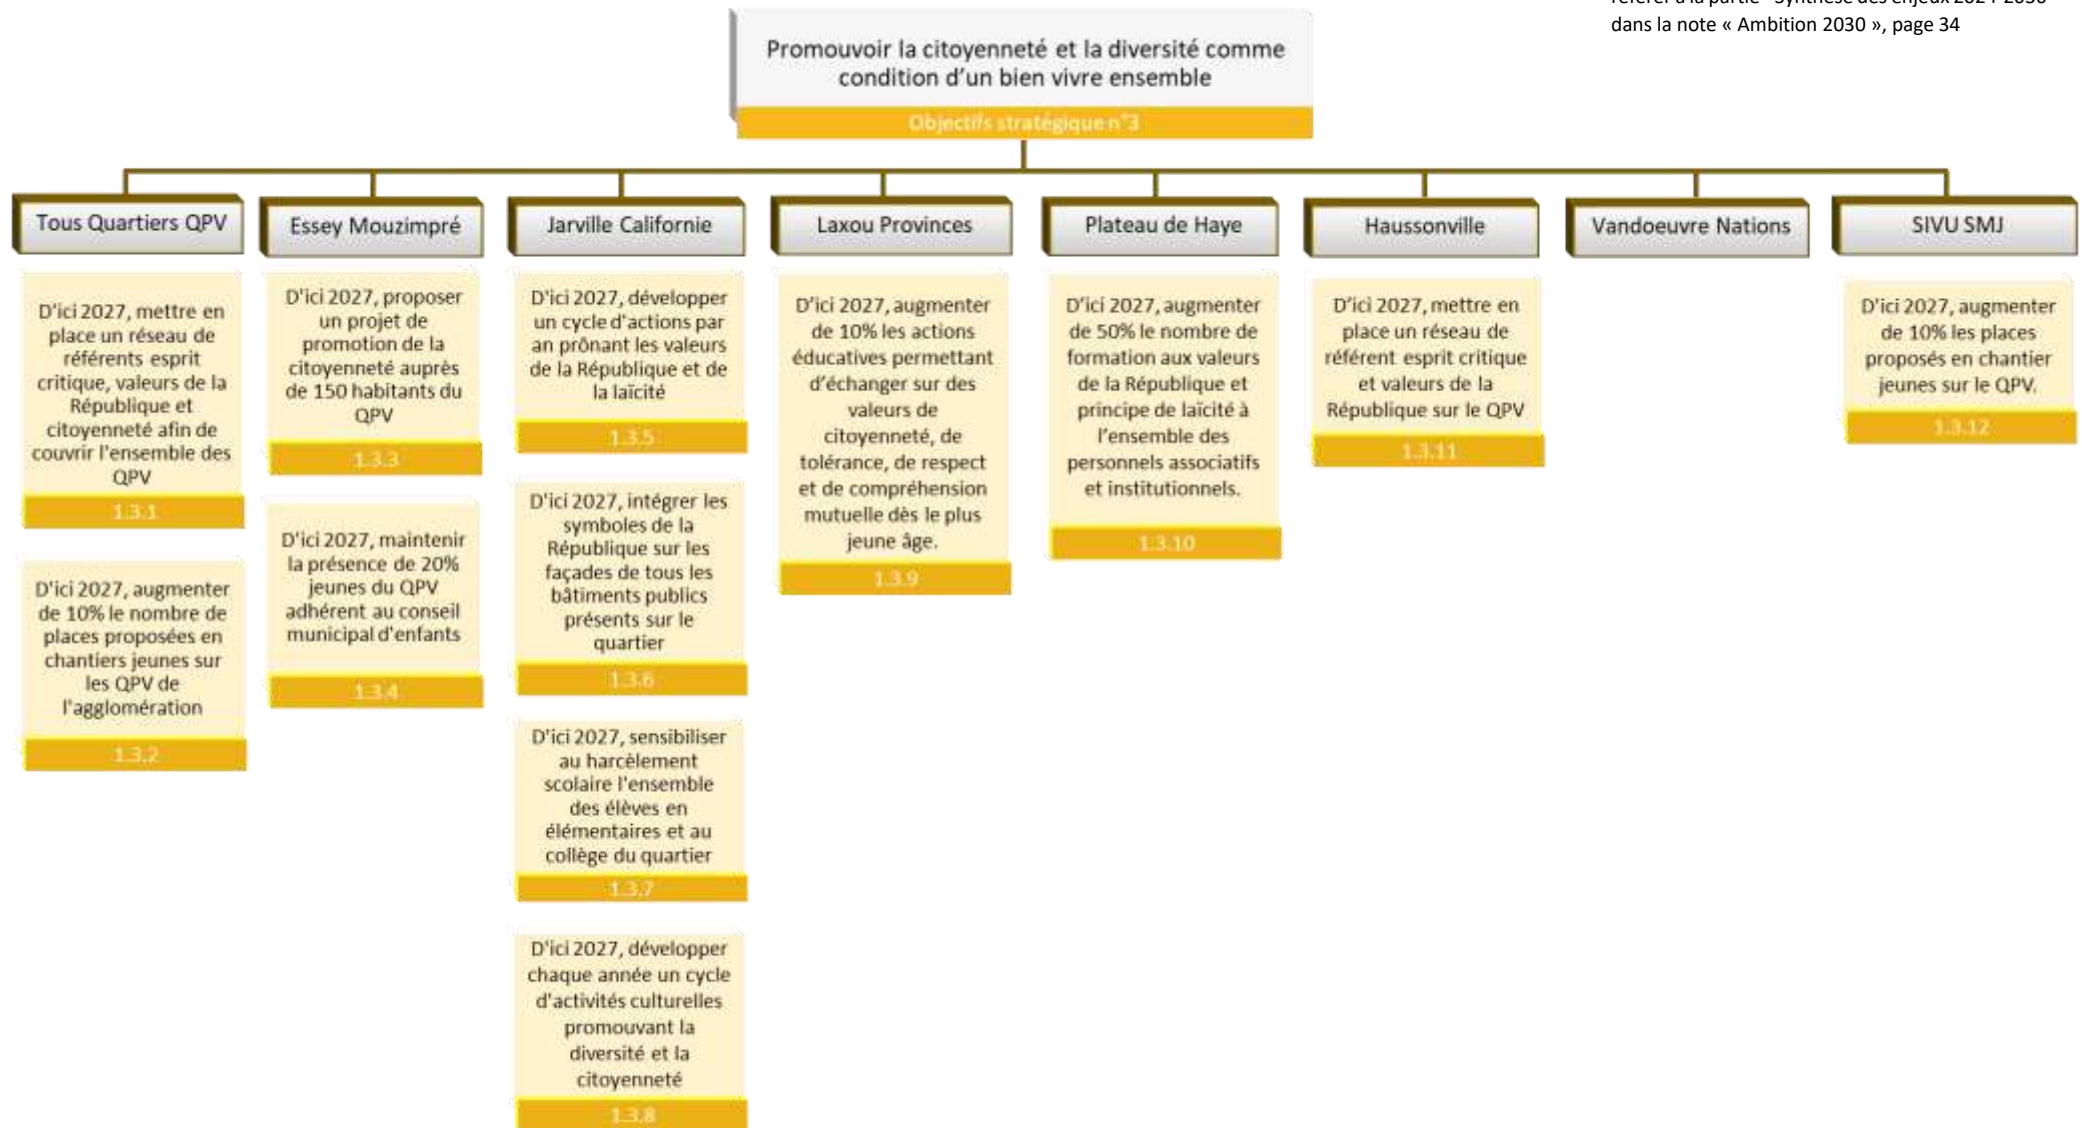 référer à la partie "Synthèse des enjeux 2024-2030"
dans la note « Ambition 2030 », page 34
Promouvoir la citoyenneté et la diversité comme
condition d'un bien vivre ensemble
Objectifs stratégique n°3
Tous Quartiers QPV
D'ici 2027, mettre en
place un réseau de
référents esprit
critique, valeurs de la
République et
citoyenneté afin de
couvrir l'ensemble des
QPV
1.3.1
D'ici 2027, augmenter
de 10% le nombre de
places proposées en
chantiers jeunes sur
les QPV de
l'agglomération
1.3.2
Essey Mouzimpré
D'ici 2027, proposer
un projet de
promotion de la
citoyenneté auprès
de 150 habitants du
QPV
1.3.3
D'ici 2027, maintenir
la présence de 20%
jeunes du QPV
adhérent au conseil
municipal d'enfants
1.3.4
Jarville Californie
D'ici 2027, développer
un cycle d'actions par
an prônant les valeurs
de la République et de
la laïcité
1.3.5
D'ici 2027, intégrer les
symboles de la
République sur les
façades de tous les
bâtiments publics
présents sur le
quartier
1.3.6
D'ici 2027, sensibiliser
au harcèlement
scolaire l'ensemble
des élèves en
élémentaires et au
collège du quartier
1.3.7
D'ici 2027, développer
chaque année un cycle
d'activités culturelles
promouvant la
diversité et la
citoyenneté
1.3.8
Laxou Provinces
D'ici 2027, augmenter
de 10% les actions
éducatives permettant
d'échanger sur des
valeurs de
citoyenneté, de
tolérance, de respect
et de compréhension
mutuelle dès le plus
jeune âge.
1.3.9
Plateau de Haye
D'ici 2027, augmenter
de 50% le nombre de
formation aux valeurs
de la République et
principe de laïcité à
l'ensemble des
personnels associatifs
et institutionnels.
1.3.10
Haussonville
D'ici 2027, mettre en
place un réseau de
référent esprit critique
et valeurs de la
République sur le QPV
1.3.11
Vandoeuvre Nations
SIVU SMJ
D'ici 2027, augmenter
de 10% les places
proposés en chantier
jeunes sur le QPV.
1.3.12